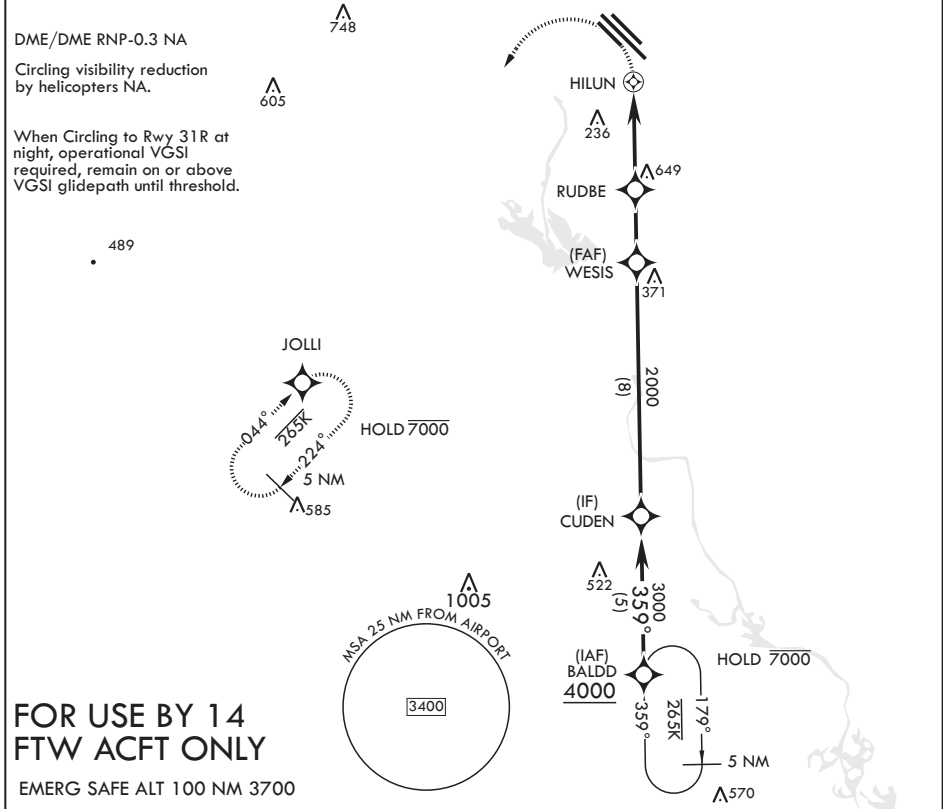 DME/DME RNP-0.3 NA
Circling visibility reduction
by helicopters NA.
When Circling to Rwy 31R at
night, operational VGSI
required, remain on or above
VGSI glidepath until threshold.
748
605
489
HILUN
236
649
RUDBE
(FAF)
WESIS
371
2000
(8)
JOLLI
044°
265K
224°
HOLD 7000
5 NM
585
(IF)
CUDEN
522
3000
359°
(5)
1005
MSA 25 NM FROM AIRPORT
3400
(IAF)
BALDD
4000
HOLD 7000
359°
265K
179°
5 NM
570
FOR USE BY 14
FTW ACFT ONLY
EMERG SAFE ALT 100 NM 3700